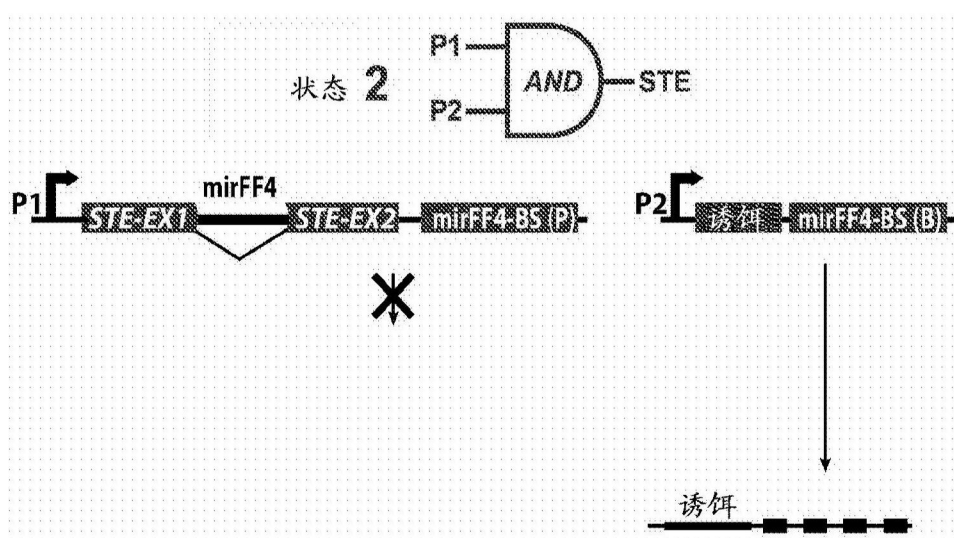 P1
AND
STE
状态 2
P2
mirFF4
P1
STE-EX1
STE-EX2
mirFF4-BS (P)
P2
诱饵
mirFF4-BS (B)
诱饵